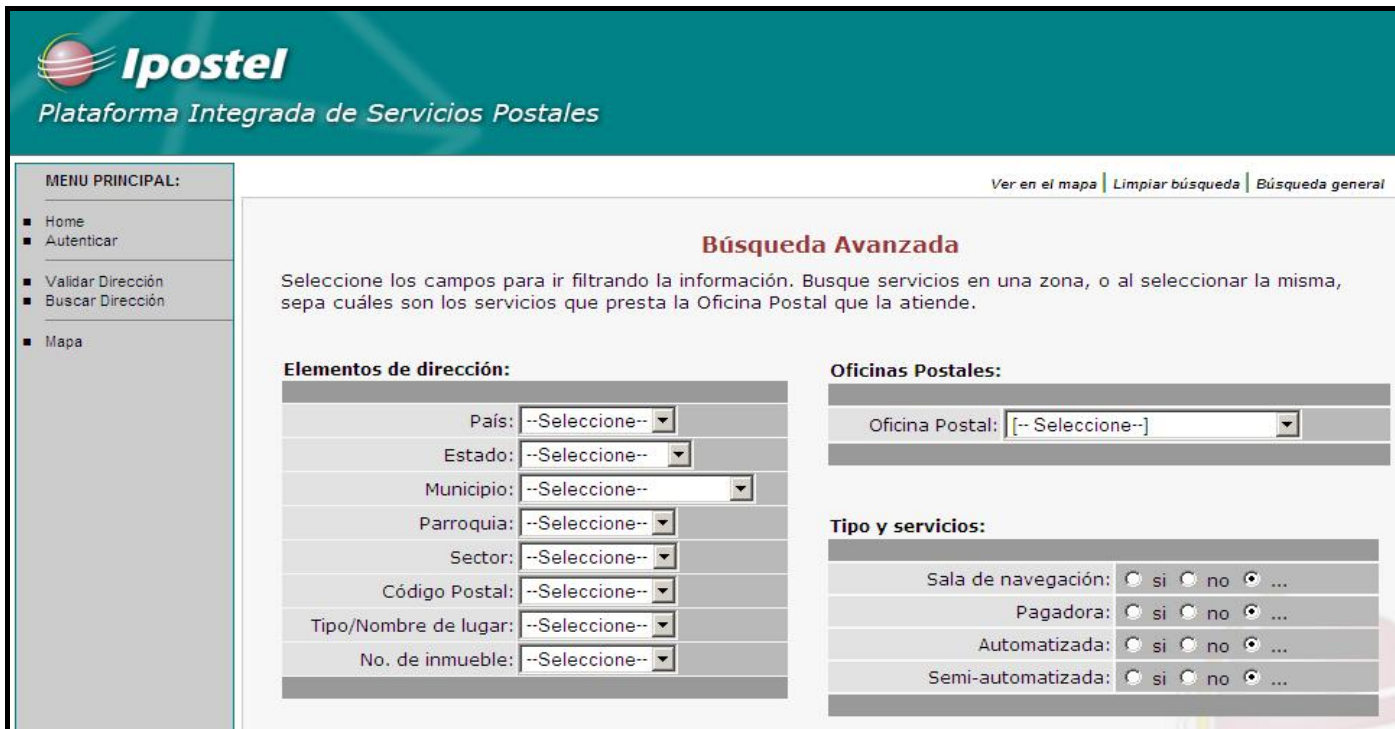 Ipostel
Plataforma Integrada de Servicios Postales
MENU PRINCIPAL:
Home
Autenticar
Validar Dirección
Buscar Dirección
Mapa
Ver en el mapa | Limpiar búsqueda | Búsqueda general
Búsqueda Avanzada
Seleccione los campos para ir filtrando la información. Busque servicios en una zona, o al seleccionar la misma,
sepa cuáles son los servicios que presta la Oficina Postal que la atiende.
Elementos de dirección:
País: --Seleccione--
Estado: --Seleccione--
Municipio: --Seleccione--
Parroquia: --Seleccione--
Sector: --Seleccione--
Código Postal: --Seleccione--
Tipo/Nombre de lugar: --Seleccione--
No. de inmueble: --Seleccione--
Oficinas Postales:
Oficina Postal: [-- Seleccione--]
Tipo y servicios:
Sala de navegación: si no ...
Pagadora: si no ...
Automatizada: si no ...
Semi-automatizada: si no ...